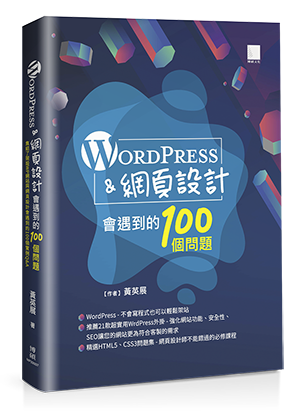 WORDPRESS
&網頁設計
會遇到的100
個問題
【作者】黃英展
WordPress，不會寫程式也可以輕鬆架站
推薦21款超實用WrdPress外掛，強化網站功能、安全性、
SEO讓您的網站更為符合客製的需求
精選HTML5、CSS3問題集，網頁設計師不能錯過的必修課程
WORDPRESS
&網頁設計
會遇到的100個問題
黃英展 著
博碩